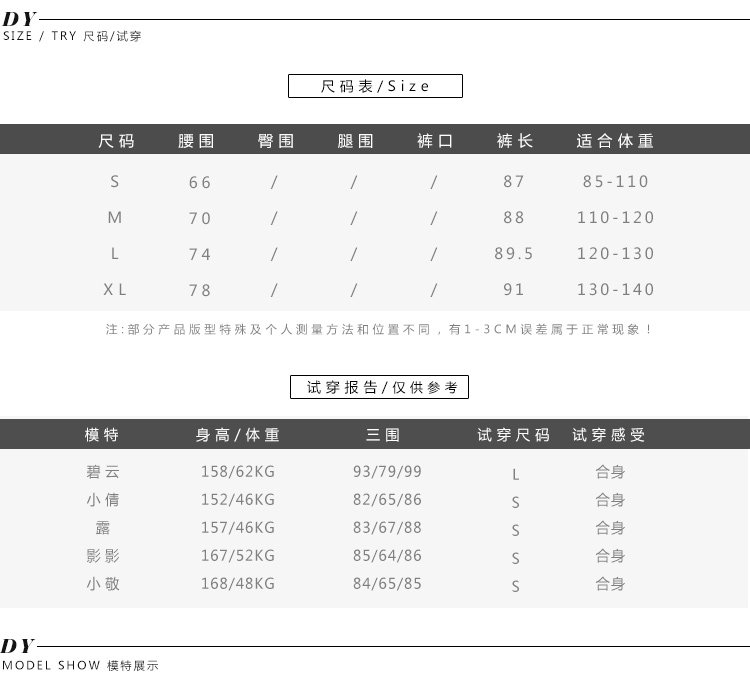 DY
SIZE / TRY 尺码/试穿
尺码表/Size
尺码 腰围 臀围 腿围 裤口 裤长 适合体重
S 66 / / / 87 85-110
M 70 / / / 88 110-120
L 74 / / / 89.5 120-130
XL 78 / / / 91 130-140
注:部分产品版型特殊及个人测量方法和位置不同，有1-3CM误差属于正常现象！
试穿报告/仅供参考
模特 身高/体重 三围 试穿尺码 试穿感受
碧云 158/62KG 93/79/99 L 合身
小倩 152/46KG 82/65/86 S 合身
露 157/46KG 83/67/88 S 合身
影影 167/52KG 85/64/86 S 合身
小敬 168/48KG 84/65/85 S 合身
DY
MODEL SHOW 模特展示